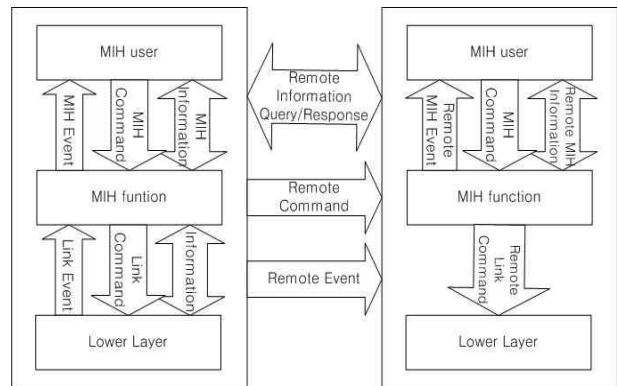 MIH user
MIH Event
MIH
Command
MIH
Information
MIH funtion
Link Event
Link
Command
Information
Lower Layer
Remote
Information
Query/Response
Remote
Command
Remote Event
MIH user
Remote
MIH Event
MIH
Command
Remote MIH
Information
MIH function
Remote
Link
Command
Lower Layer